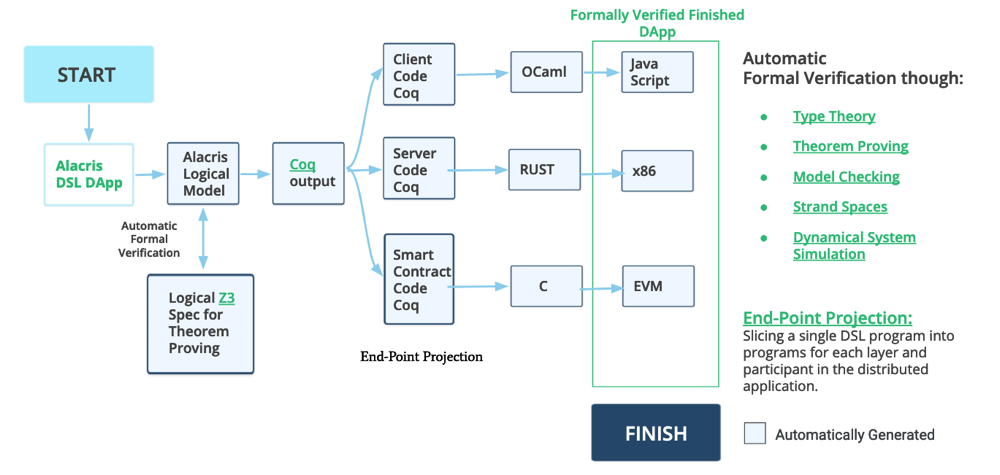 START
Alacris
DSL DApp
Alacris
Logical
Model
Automatic
Formal
Verification
Logical Z3
Spec for
Theorem
Proving
Coq
output
Client
Code
Coq
Server
Code
Coq
Smart
Contract
Code
Coq
End-Point Projection
OCaml
RUST
C
Formally Verified Finished
DApp
Java
Script
x86
EVM
FINISH
Automatic
Formal Verification though:
● Type Theory
● Theorem Proving
● Model Checking
● Strand Spaces
● Dynamical System
Simulation
End-Point Projection:
Slicing a single DSL program into
programs for each layer and
participant in the distributed
application.
Automatically Generated